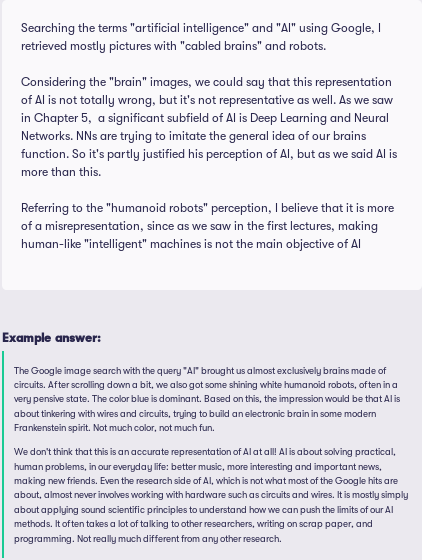 Searching the terms "artificial intelligence" and "AI" using Google, I
retrieved mostly pictures with "cabled brains" and robots.
Considering the "brain" images, we could say that this representation
of AI is not totally wrong, but it's not representative as well. As we saw
in Chapter 5,  a significant subfield of AI is Deep Learning and Neural
Networks. NNs are trying to imitate the general idea of our brains
function. So it's partly justified his perception of AI, but as we said AI is
more than this.
Referring to the "humanoid robots" perception, I believe that it is more
of a misrepresentation, since as we saw in the first lectures, making
human-like "intelligent" machines is not the main objective of AI
Example answer:
The Google image search with the query "AI" brought us almost exclusively brains made of
circuits. After scrolling down a bit, we also got some shining white humanoid robots, often in a
very pensive state. The color blue is dominant. Based on this, the impression would be that AI is
about tinkering with wires and circuits, trying to build an electronic brain in some modern
Frankenstein spirit. Not much color, not much fun.
We don't think that this is an accurate representation of AI at all! AI is about solving practical,
human problems, in our everyday life: better music, more interesting and important news,
making new friends. Even the research side of AI, which is not what most of the Google hits are
about, almost never involves working with hardware such as circuits and wires. It is mostly simply
about applying sound scientific principles to understand how we can push the limits of our AI
methods. It often takes a lot of talking to other researchers, writing on scrap paper, and
programming. Not really much different from any other research.